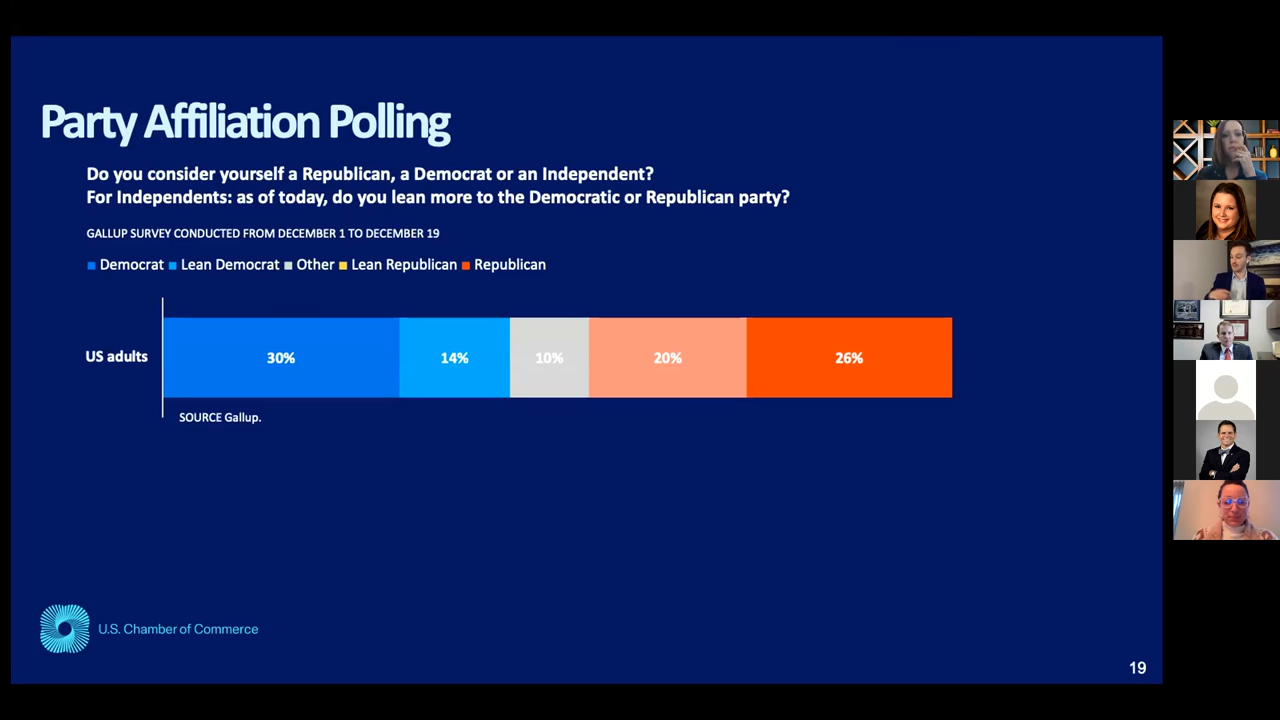 Party Affiliation Polling
Do you consider yourself a Republican, a Democrat or an Independent?
For Independents: as of today, do you lean more to the Democratic or Republican party?
GALLUP SURVEY CONDUCTED FROM DECEMBER 1 TO DECEMBER 19
Democrat Lean Democrat Other Lean Republican Republican
US adults 30% 14% 10% 20% 26%
SOURCE Gallup.
U.S. Chamber of Commerce
19